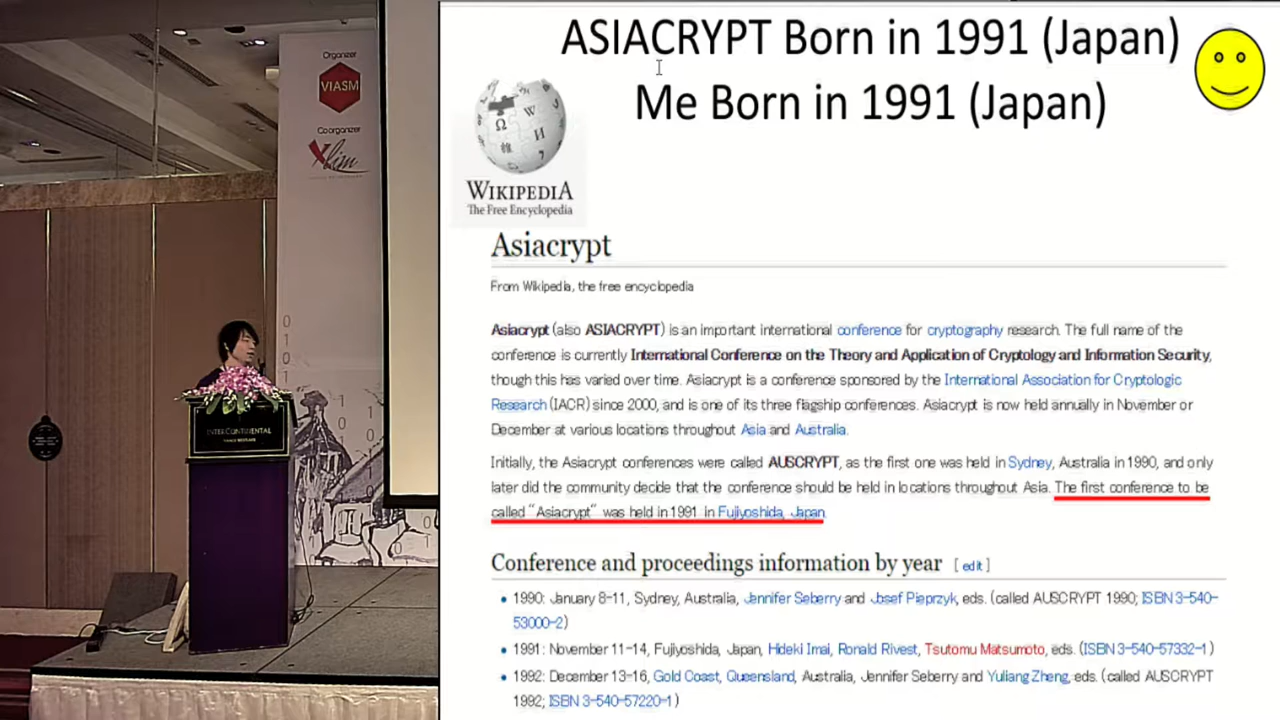 Organizer
VIASM
Coorganizer
Xlim
INTERCONTINENTAL
ASIACRYPT Born in 1991 (Japan)
Me Born in 1991 (Japan)
WIKIPEDIA
The Free Encyclopedia
Asiacrypt
From Wikipedia, the free encyclopedia
Asiacrypt (also ASIACRYPT) is an important international conference for cryptography research. The full name of the
conference is currently International Conference on the Theory and Application of Cryptology and Information Security,
though this has varied over time. Asiacrypt is a conference sponsored by the International Association for Cryptologic
Research (IACR) since 2000, and is one of its three flagship conferences. Asiacrypt is now held annually in November or
December at various locations throughout Asia and Australia.
Initially, the Asiacrypt conferences were called AUSCRYPT, as the first one was held in Sydney, Australia in 1990, and only
later did the community decide that the conference should be held in locations throughout Asia. The first conference to be
called "Asiacrypt" was held in 1991 in Fujiyoshida, Japan.
Conference and proceedings information by year [ edit ]
1990: January 8-11, Sydney, Australia, Jennifer Seberry and Josef Pieprzyk, eds. (called AUSCRYPT 1990; ISBN 3-540-
53000-2)
1991: November 11-14, Fujiyoshida, Japan, Hideki Imai, Ronald Rivest, Tsutomu Matsumoto, eds. (ISBN 3-540-57332-1)
1992: December 13-16, Gold Coast, Queensland, Australia, Jennifer Seberry and Yuliang Zheng, eds. (called AUSCRYPT
1992; ISBN 3-540-57220-1)